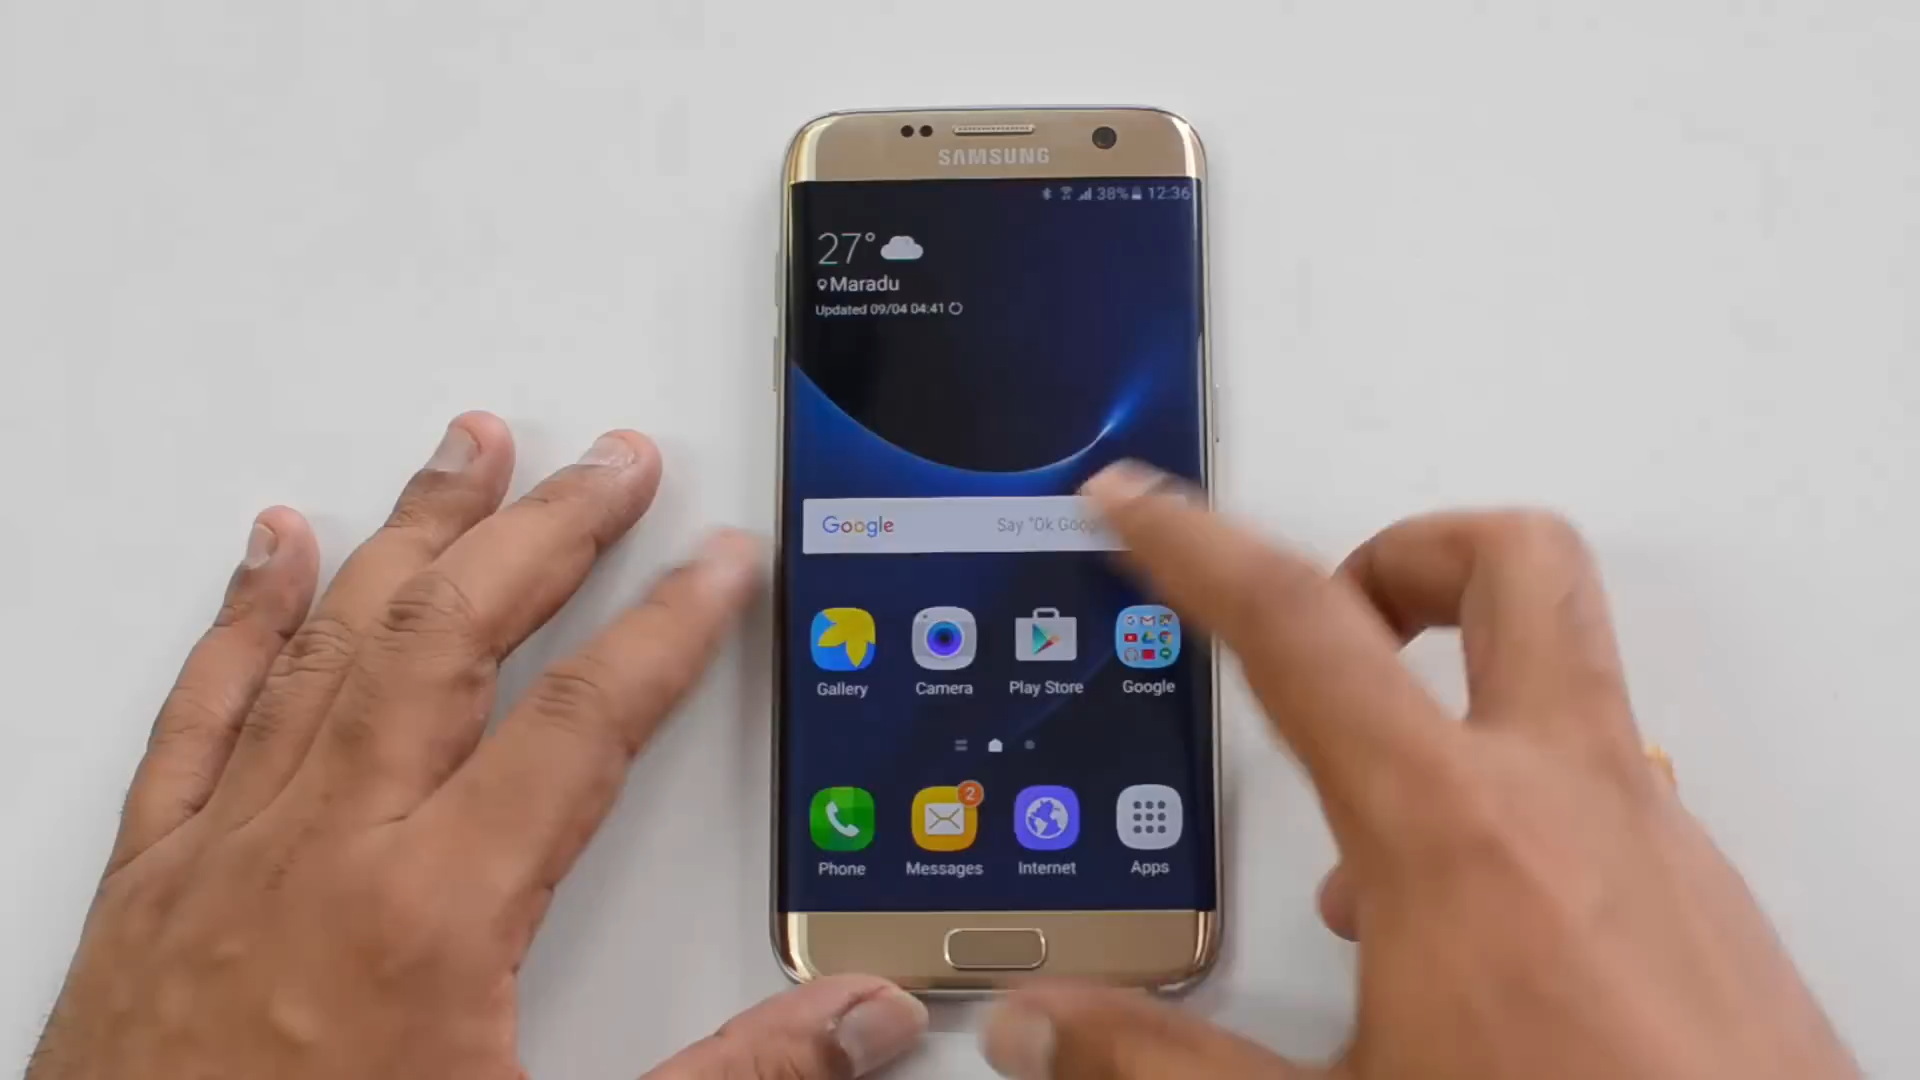 SAMSUNG
38% 12:36
27°
Maradu
Updated 09/04 04:41
Google
Say "Ok Goog
Gallery
Camera
Play Store
Google
2
Phone
Messages
Internet
Apps